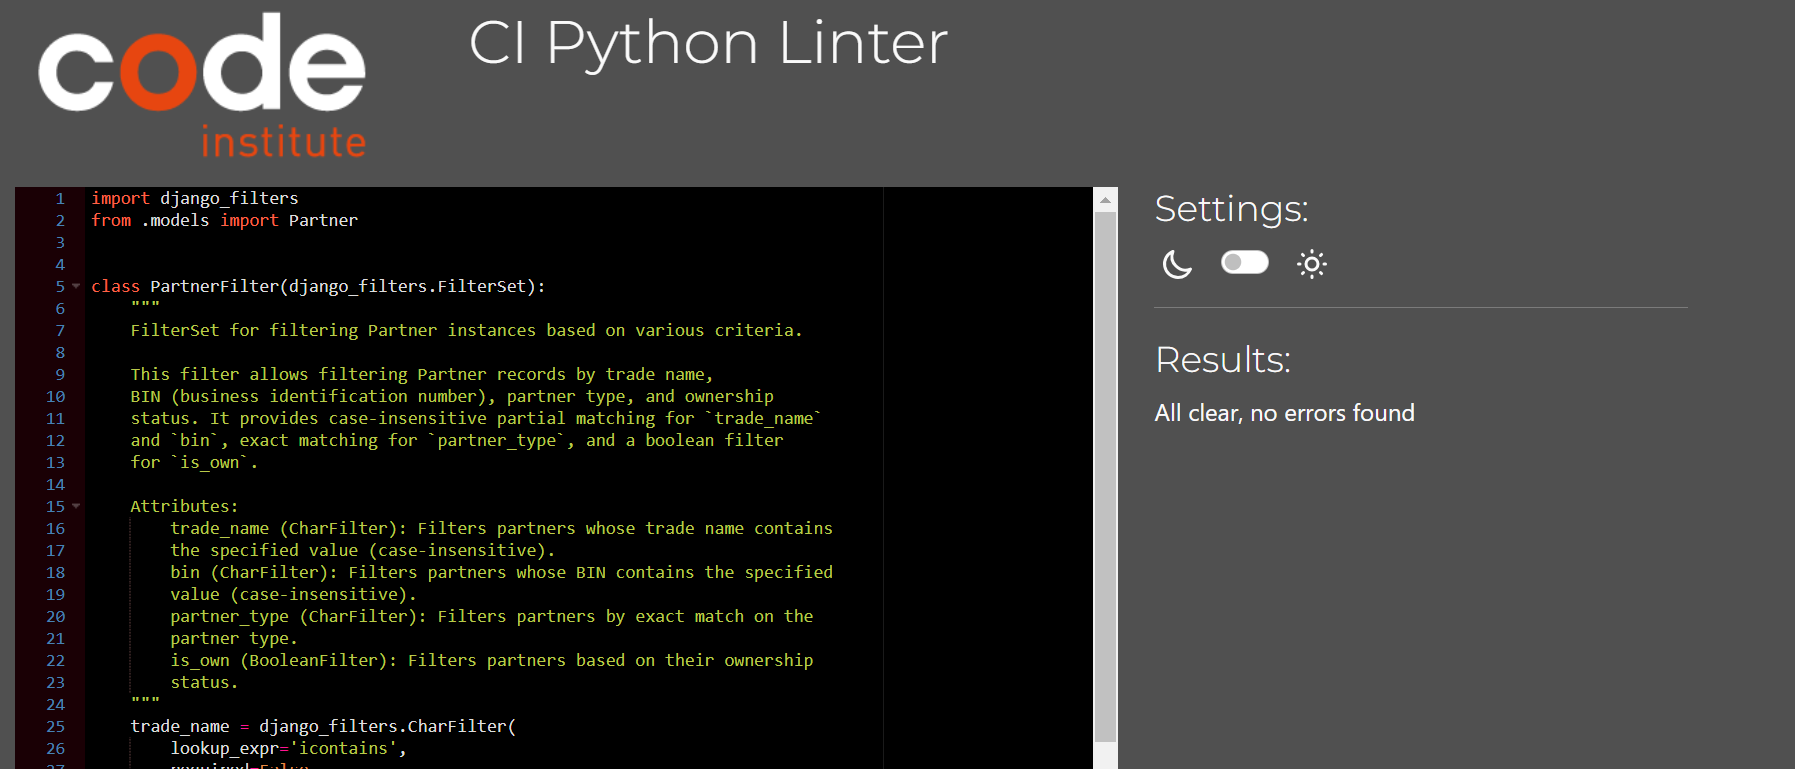 code
institute
CI Python Linter
1 import django_filters
2 from .models import Partner
3
4
5 class PartnerFilter(django_filters.FilterSet):
6     """
7     FilterSet for filtering Partner instances based on various criteria.
8
9     This filter allows filtering Partner records by trade name,
10     BIN (business identification number), partner type, and ownership
11     status. It provides case-insensitive partial matching for `trade_name`
12     and `bin`, exact matching for `partner_type`, and a boolean filter
13     for `is_own`.
14
15     Attributes:
16         trade_name (CharFilter): Filters partners whose trade name contains
17         the specified value (case-insensitive).
18         bin (CharFilter): Filters partners whose BIN contains the specified
19         value (case-insensitive).
20         partner_type (CharFilter): Filters partners by exact match on the
21         partner type.
22         is_own (BooleanFilter): Filters partners based on their ownership
23         status.
24     """
25     trade_name = django_filters.CharFilter(
26         lookup_expr='icontains',
27         required=False
Settings:
Results:
All clear, no errors found